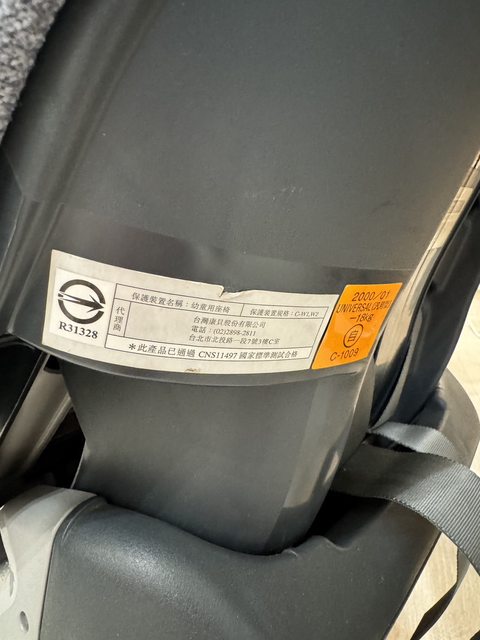 R31328
代理商
保護裝置名稱：幼童用座椅
保護裝置規格：C-W1,W2
台灣康貝股份有限公司
電話：(02)2898-2811
台北市北投路一段7號3樓C室
＊此產品已通過 CNS11497 國家標準測試合格
2000/01
UNIVERSAL
-18kg
自
C-1009